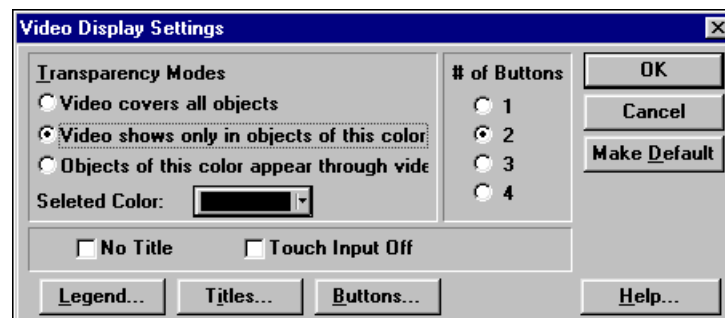 Video Display Settings
Transparency Modes
Video covers all objects
Video shows only in objects of this color
Objects of this color appear through vide
Seleted Color:
# of Buttons
1
2
3
4
OK
Cancel
Make Default
No Title
Touch Input Off
Legend...
Titles...
Buttons...
Help...